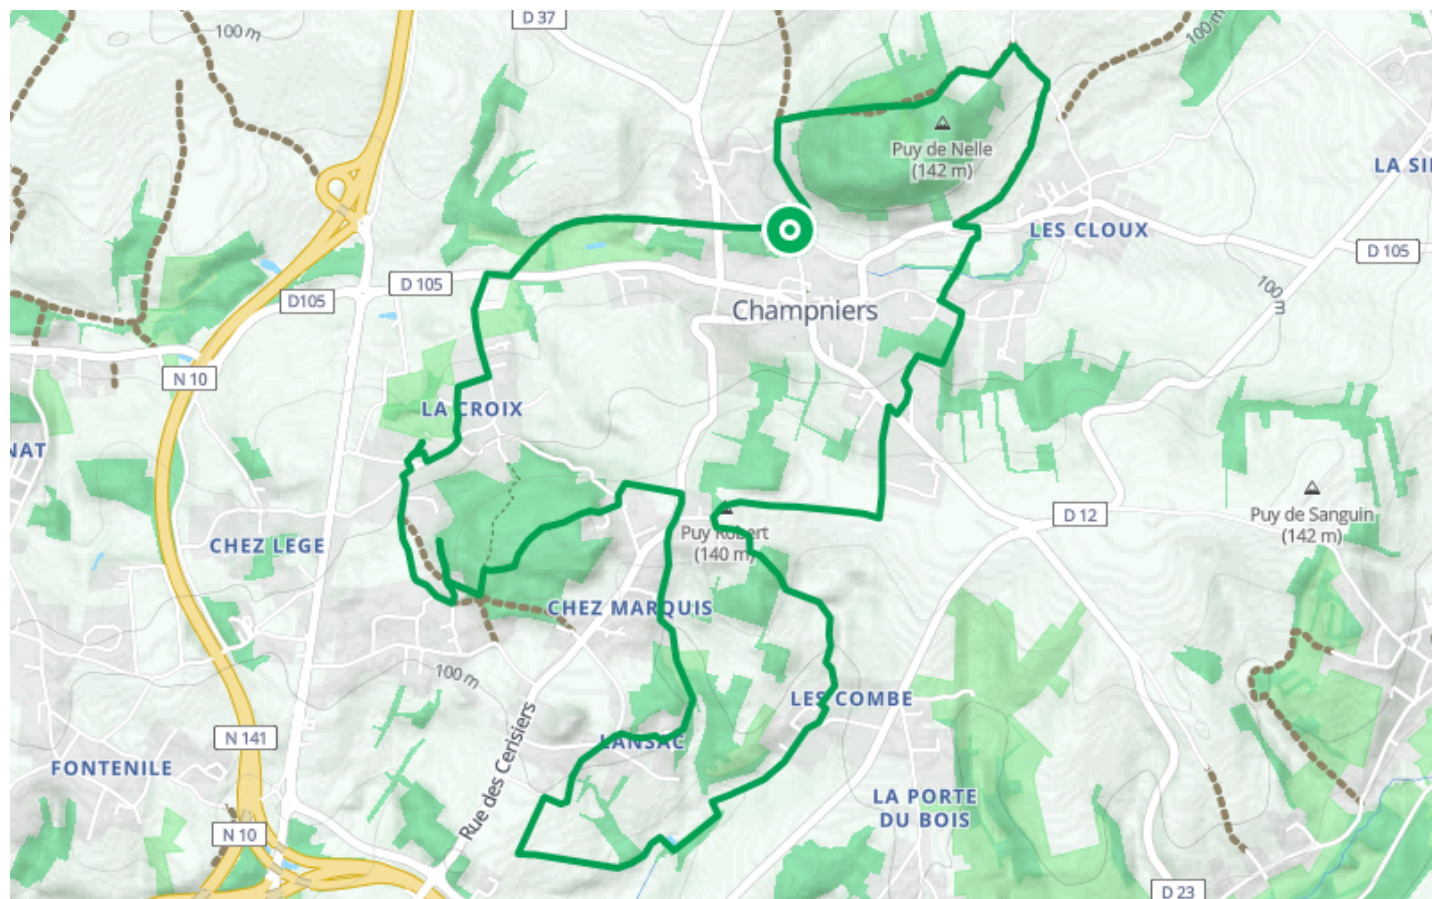 D 37
100 m
100 m
Puy de Nelle
(142 m)
LA SII
LES CLOUX
D 105
D 105
D105
100 m
Champniers
N 10
LA CROIX
NAT
Puy de Sanguin
(142 m)
D 12
Puy Robert
(140 m)
CHEZ LEGE
CHEZ MARQUIS
100 m
LES COMBE
Rue des Cerisiers
LANSAC
N 141
FONTENILE
LA PORTE
DU BOIS
N 10
D 23